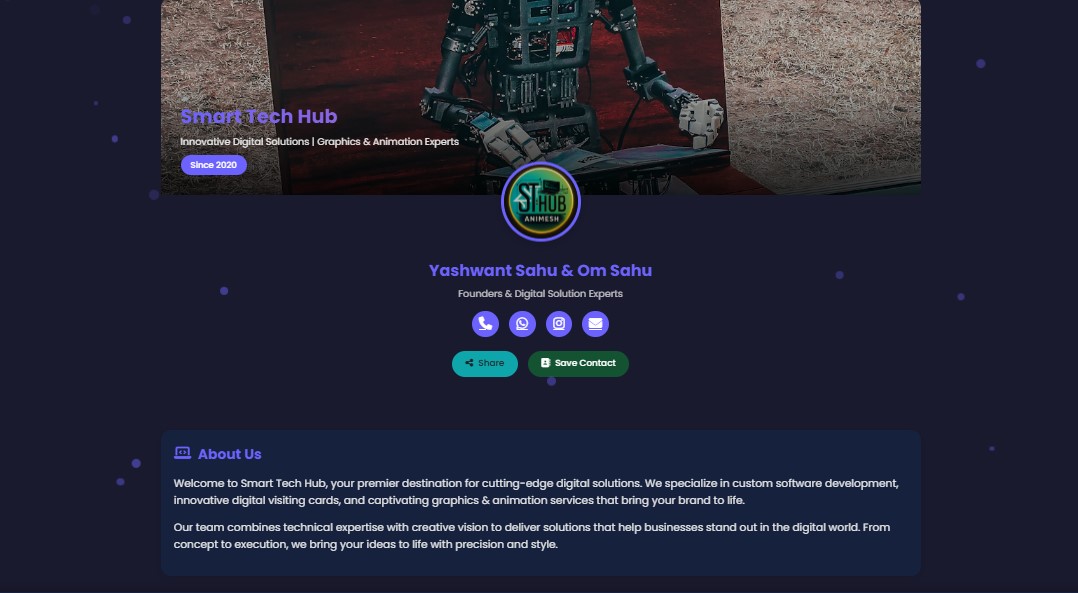 Smart Tech Hub
Innovative Digital Solutions | Graphics & Animation Experts
Since 2020
ST HUB
ANIMESH
Yashwant Sahu & Om Sahu
Founders & Digital Solution Experts
Share
Save Contact
About Us
Welcome to Smart Tech Hub, your premier destination for cutting-edge digital solutions. We specialize in custom software development,
innovative digital visiting cards, and captivating graphics & animation services that bring your brand to life.
Our team combines technical expertise with creative vision to deliver solutions that help businesses stand out in the digital world. From
concept to execution, we bring your ideas to life with precision and style.